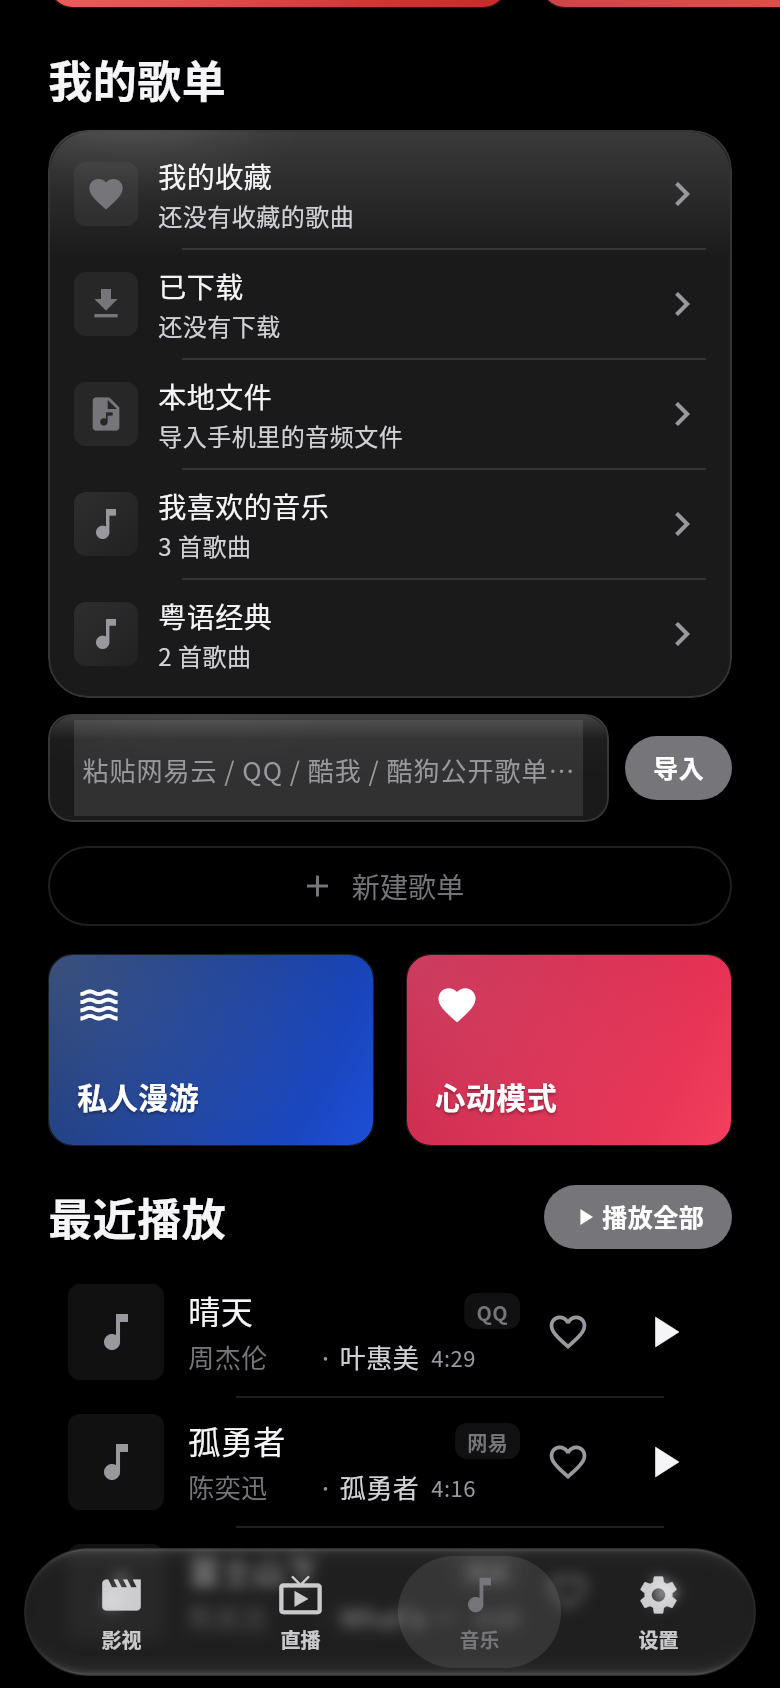 我的歌单
我的收藏
还没有收藏的歌曲
已下载
还没有下载
本地文件
导入手机里的音频文件
我喜欢的音乐
3 首歌曲
粤语经典
2 首歌曲
粘贴网易云 / QQ / 酷我 / 酷狗公开歌单…
导入
新建歌单
私人漫游
心动模式
最近播放
播放全部
晴天
QQ
周杰伦 · 叶惠美 4:29
孤勇者
网易
陈奕迅 · 孤勇者 4:16
影视
直播
音乐
设置